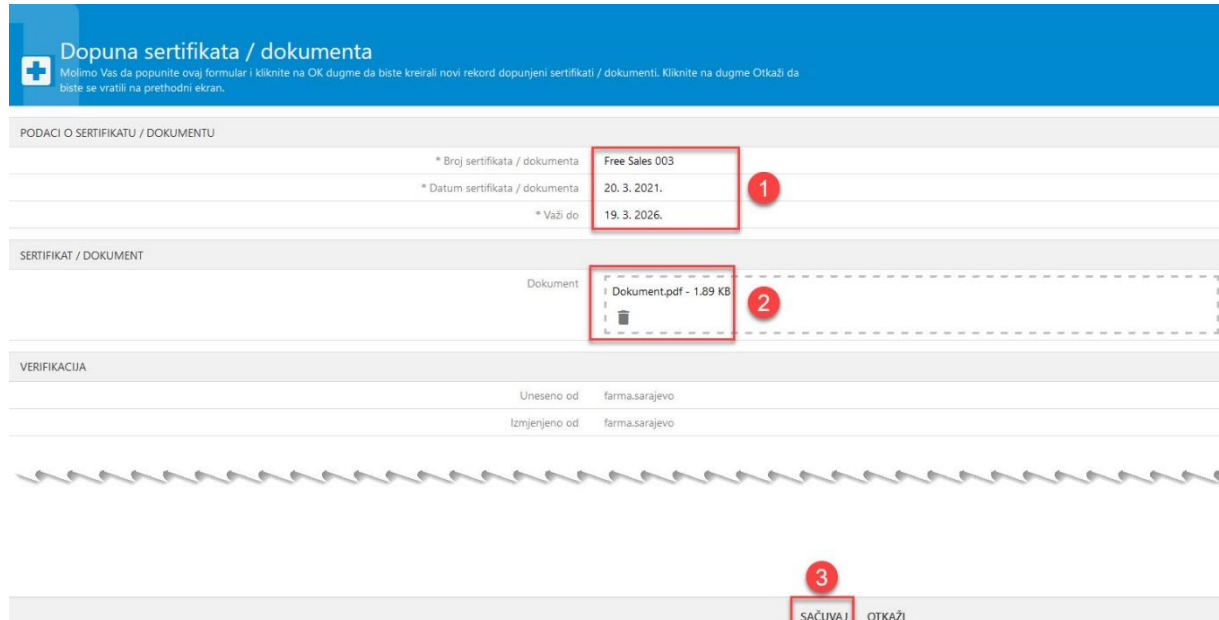 Dopuna sertifikata / dokumenta
Molimo Vas da popunite ovaj formular i kliknite na OK dugme da biste kreirali novi rekord dopunjeni sertifikati / dokumenti. Kliknite na dugme Otkaži da
biste se vratili na prethodni ekran.
PODACI O SERTIFIKATU / DOKUMENTU
* Broj sertifikata / dokumenta Free Sales 003
* Datum sertifikata / dokumenta 20. 3. 2021.
1
* Važi do 19. 3. 2026.
SERTIFIKAT / DOKUMENT
Dokument Dokument.pdf - 1.89 KB
2
VERIFIKACIJA
Uneseno od farma.sarajevo
Izmjenjeno od farma.sarajevo
3
SAČUVAJ OTKAŽI